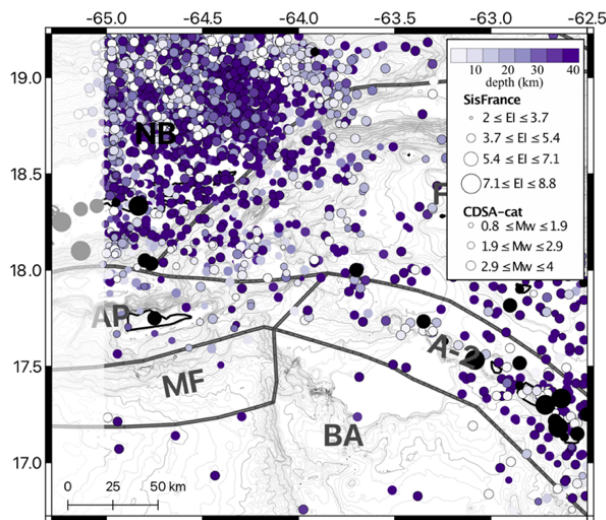 -65.0 -64.5 -64.0 -63.5 -63.0 -62.5
19.0
18.5
18.0
17.5
17.0
10 20 30 40
depth (km)
SisFrance
2 ≤ EI ≤ 3.7
3.7 ≤ EI ≤ 5.4
5.4 ≤ EI ≤ 7.1
7.1≤ EI ≤ 8.8
CDSA-cat
0.8 ≤Mw ≤ 1.9
1.9 ≤Mw ≤ 2.9
2.9 ≤Mw ≤ 4
NB
AP
A-2
MF
BA
0 25 50 km